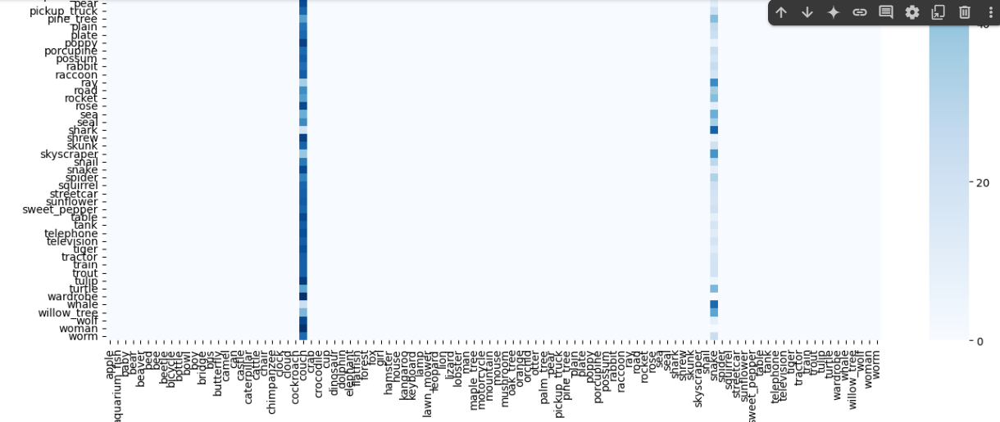 pear
pickup_truck
pine_tree
plain
plate
poppy
porcupine
possum
rabbit
raccoon
ray
road
rocket
rose
sea
seal
shark
shrew
skunk
skyscraper
snail
snake
spider
squirrel
streetcar
sunflower
sweet_pepper
table
tank
telephone
television
tiger
tractor
train
trout
tulip
turtle
wardrobe
whale
willow_tree
wolf
woman
worm
20
0
apple
aquarium_fish
baby
bear
beaver
bed
bee
beetle
bicycle
bottle
bowl
boy
bridge
bus
butterfly
camel
can
castle
caterpillar
cattle
chair
chimpanzee
clock
cloud
cockroach
couch
crab
crocodile
cup
dinosaur
dolphin
elephant
flatfish
forest
fox
girl
hamster
house
kangaroo
keyboard
lamp
lawn_mower
leopard
lion
lizard
lobster
man
maple_tree
motorcycle
mountain
mouse
mushroom
oak_tree
orange
orchid
otter
palm_tree
pear
pickup_truck
pine_tree
plain
plate
poppy
porcupine
possum
rabbit
raccoon
ray
road
rocket
rose
sea
seal
shark
shrew
skunk
skyscraper
snail
snake
spider
squirrel
streetcar
sunflower
sweet_pepper
table
tank
telephone
television
tiger
tractor
train
trout
tulip
turtle
wardrobe
whale
willow_tree
wolf
woman
worm